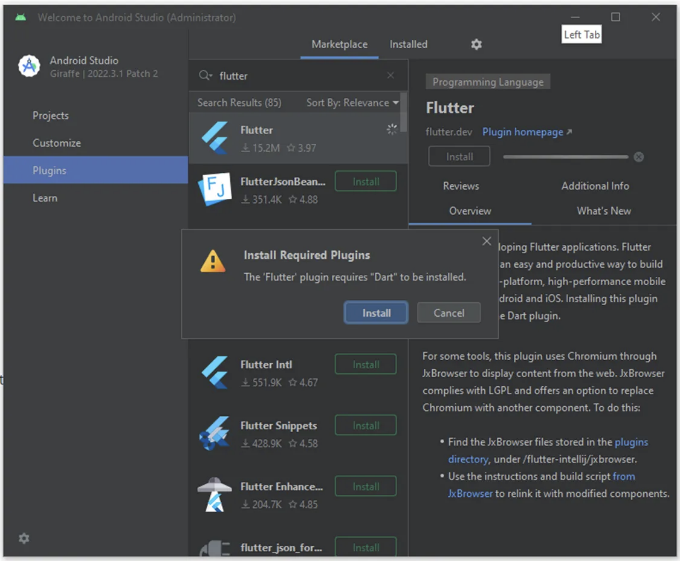 Welcome to Android Studio (Administrator)
Left Tab
Android Studio
Giraffe | 2022.3.1 Patch 2
Projects
Customize
Plugins
Learn
Marketplace
Installed
flutter
Search Results (85)
Sort By: Relevance
Flutter
15.2M
3.97
FlutterJsonBean...
Install
351.4K
4.88
Install Required Plugins
The 'Flutter' plugin requires "Dart" to be installed.
Install
Cancel
Flutter Intl
Install
551.9K
4.67
Flutter Snippets
Install
428.9K
4.58
Flutter Enhance...
Install
204.7K
4.85
flutter_json_for...
Install
Programming Language
Flutter
flutter.dev
Plugin homepage
Install
Reviews
Additional Info
Overview
What's New
loping Flutter applications. Flutter
an easy and productive way to build
-platform, high-performance mobile
droid and iOS. Installing this plugin
e Dart plugin.
For some tools, this plugin uses Chromium through
JxBrowser to display content from the web. JxBrowser
complies with LGPL and offers an option to replace
Chromium with another component. To do this:
• Find the JxBrowser files stored in the plugins
directory, under /flutter-intellij/jxbrowser.
• Use the instructions and build script from
JxBrowser to relink it with modified components.